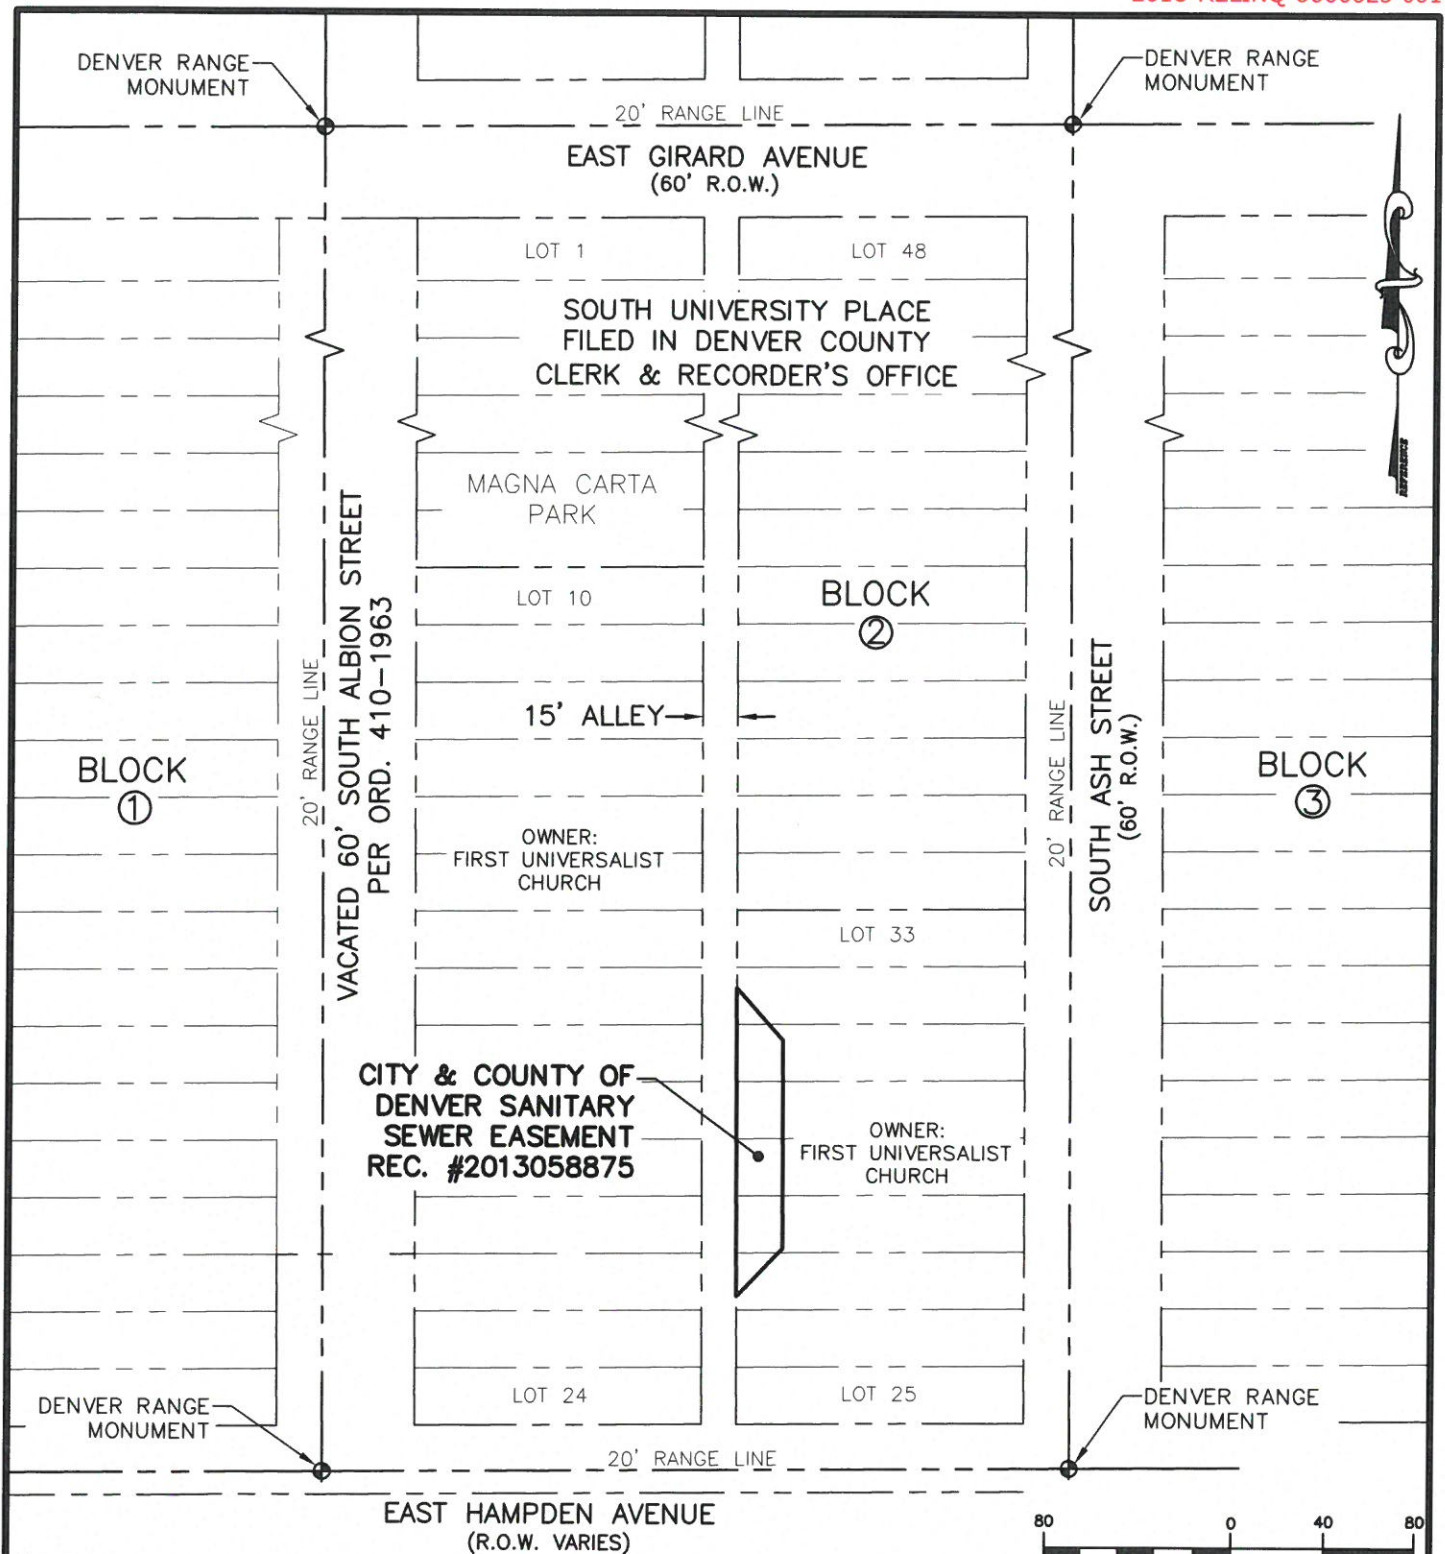 DENVER RANGE
MONUMENT
DENVER RANGE
MONUMENT
20' RANGE LINE
EAST GIRARD AVENUE
(60' R.O.W.)
LOT 1
LOT 48
SOUTH UNIVERSITY PLACE
FILED IN DENVER COUNTY
CLERK & RECORDER'S OFFICE
REFERENCE
MAGNA CARTA
PARK
LOT 10
BLOCK
2
VACATED 60' SOUTH ALBION STREET
PER ORD. 410-1963
20' RANGE LINE
15' ALLEY
20' RANGE LINE
SOUTH ASH STREET
(60' R.O.W.)
BLOCK
1
BLOCK
3
OWNER:
FIRST UNIVERSALIST
CHURCH
LOT 33
CITY & COUNTY OF
DENVER SANITARY
SEWER EASEMENT
REC. #2013058875
OWNER:
FIRST UNIVERSALIST
CHURCH
LOT 24
LOT 25
DENVER RANGE
MONUMENT
DENVER RANGE
MONUMENT
20' RANGE LINE
EAST HAMPDEN AVENUE
(R.O.W. VARIES)
80 0 40 80